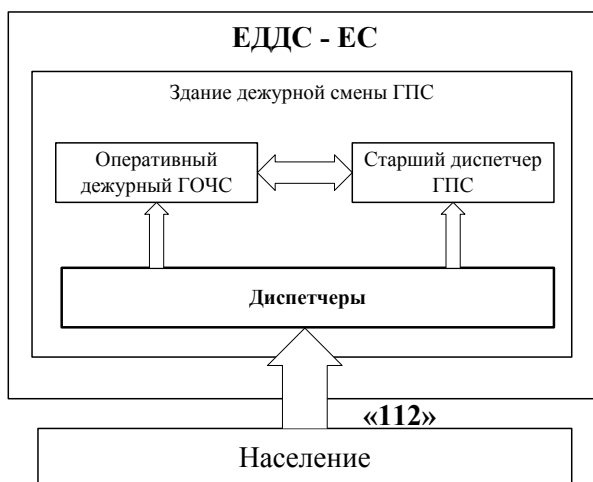 ЕДДС - ЕС
Здание дежурной смены ГПС
Оперативный
дежурный ГОЧС
Старший диспетчер
ГПС
Диспетчеры
«112»
Население